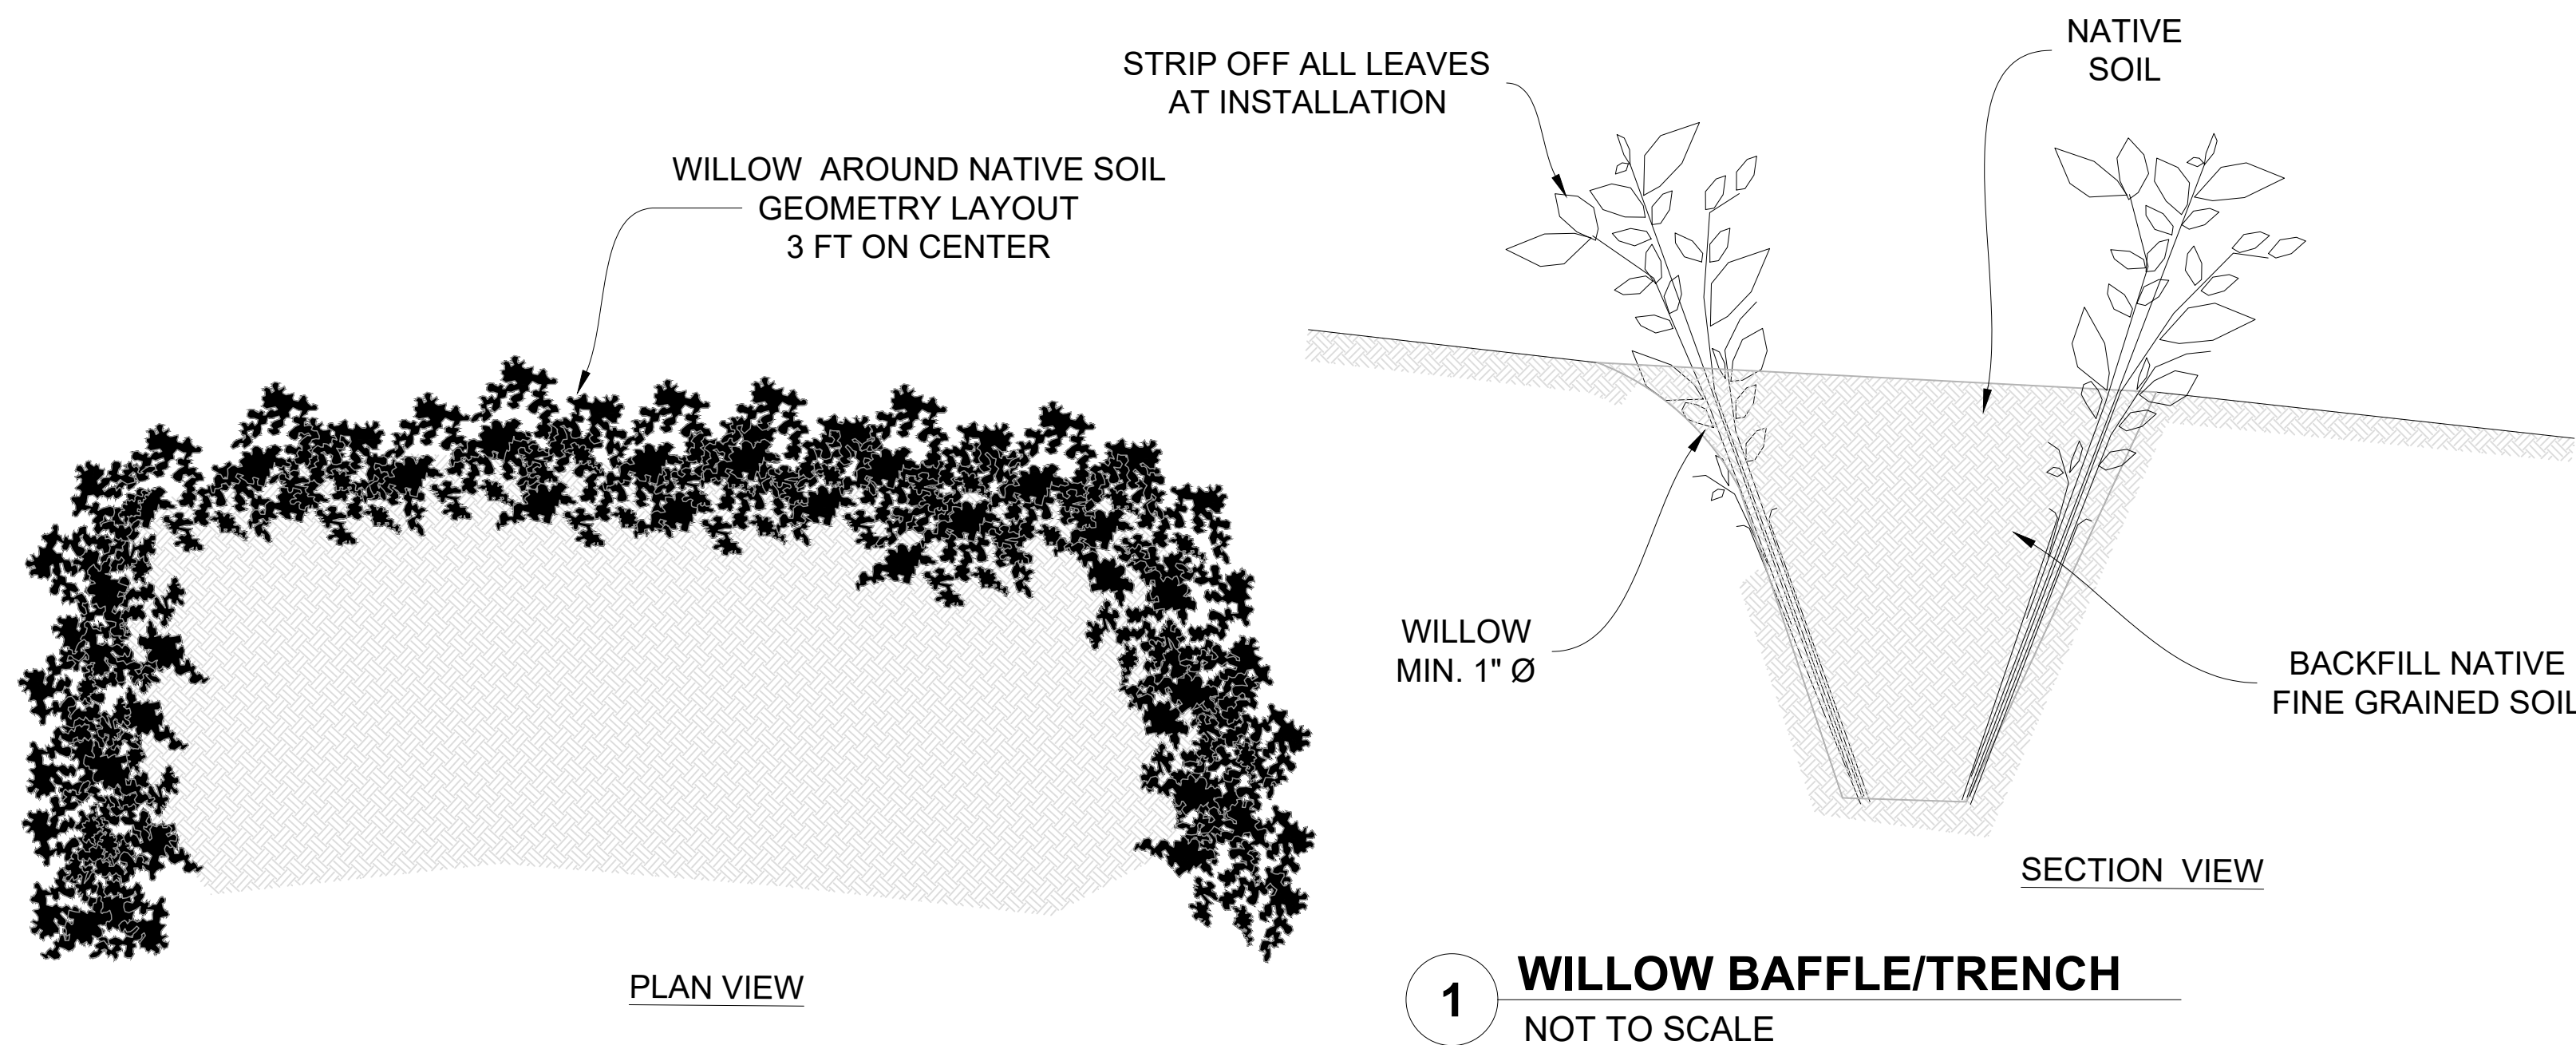 STRIP OFF ALL LEAVES
AT INSTALLATION
NATIVE
SOIL
WILLOW AROUND NATIVE SOIL
GEOMETRY LAYOUT
3 FT ON CENTER
WILLOW
MIN. 1" Ø
BACKFILL NATIVE
FINE GRAINED SOIL
SECTION VIEW
PLAN VIEW
1
WILLOW BAFFLE/TRENCH
NOT TO SCALE